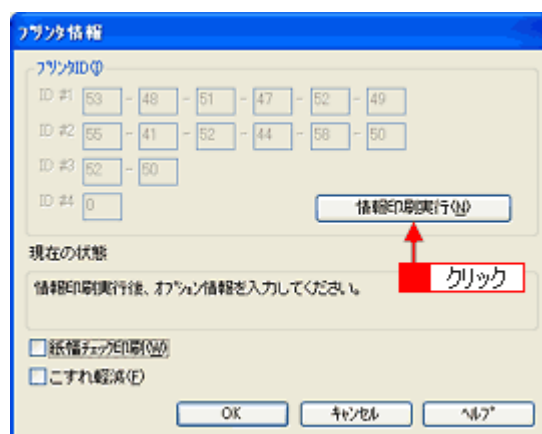 プリンタ情報
プリンタID(I)
ID #1 53 - 48 - 51 - 47 - 52 - 49
ID #2 55 - 41 - 52 - 44 - 58 - 50
ID #3 52 - 50
ID #4 0
情報印刷実行(N)
現在の状態
クリック
情報印刷実行後、オプション情報を入力してください。
紙幅チェック印刷(W)
こすれ軽減(F)
OK キャンセル ヘルプ